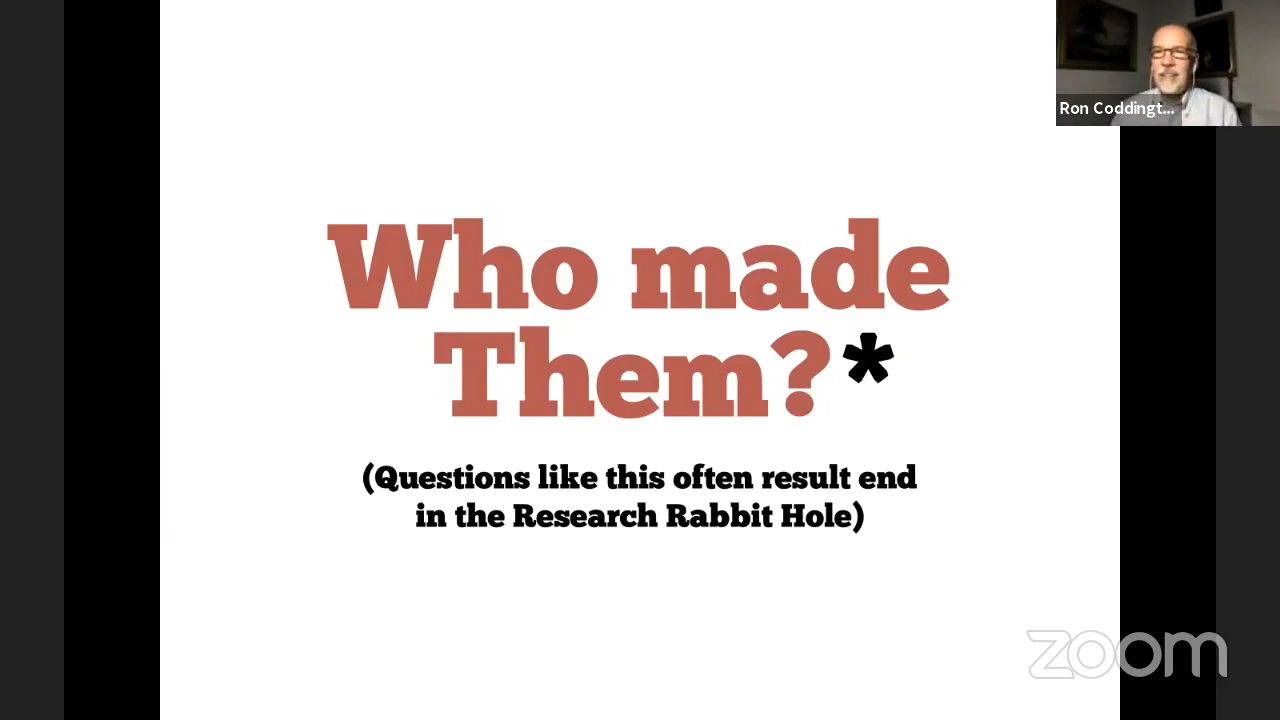 Ron Coddingt...
Who made
Them?*
(Questions like this often result end
in the Research Rabbit Hole)
zoom